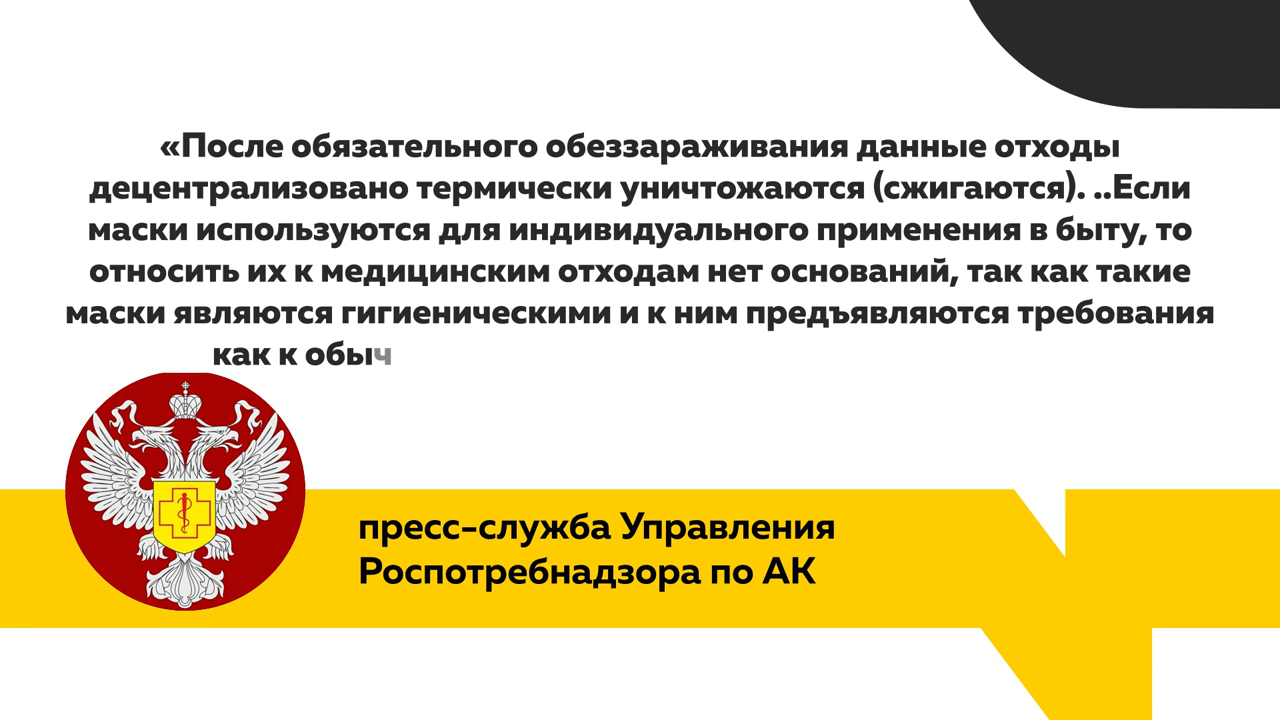 «После обязательного обеззараживания данные отходы
децентрализовано термически уничтожаются (сжигаются). ..Если
маски используются для индивидуального применения в быту, то
относить их к медицинским отходам нет оснований, так как такие
маски являются гигиеническими и к ним предъявляются требования
как к обыч
пресс-служба Управления
Роспотребнадзора по АК